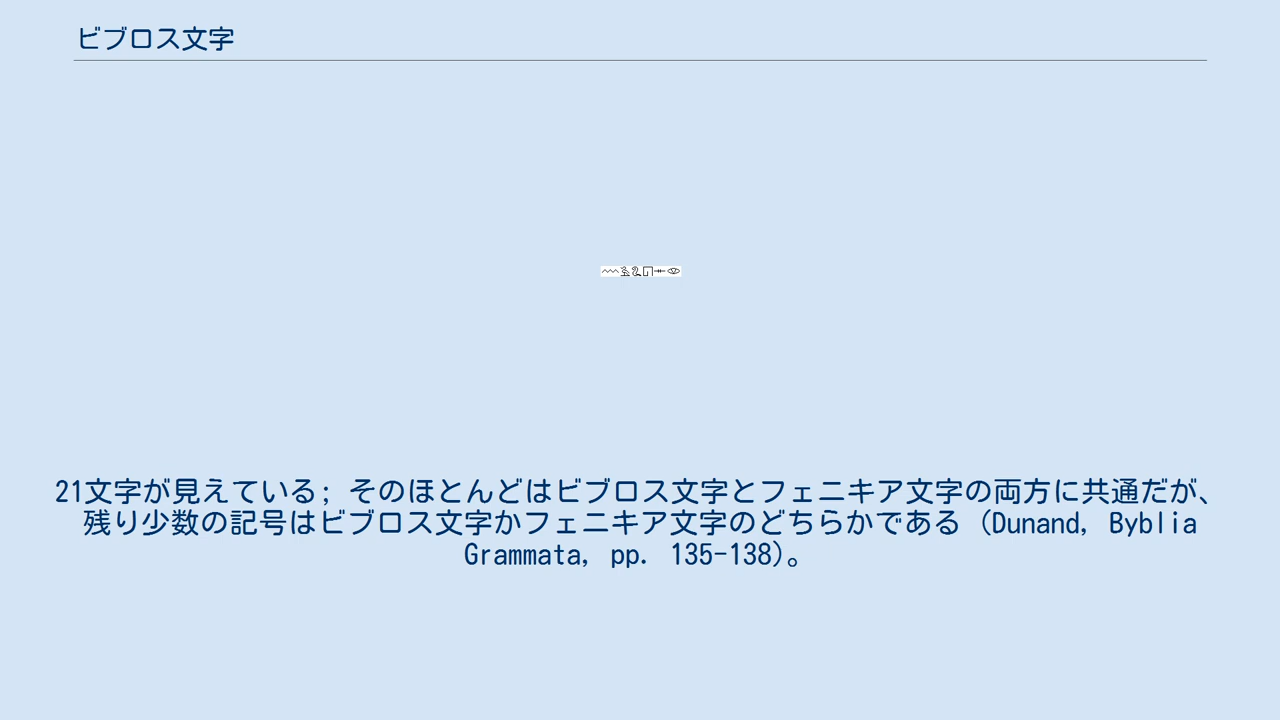 ビブロス文字
21文字が見えている; そのほとんどはビブロス文字とフェニキア文字の両方に共通だが、
残り少数の記号はビブロス文字かフェニキア文字のどちらかである (Dunand, Byblia
Grammata, pp. 135-138)。